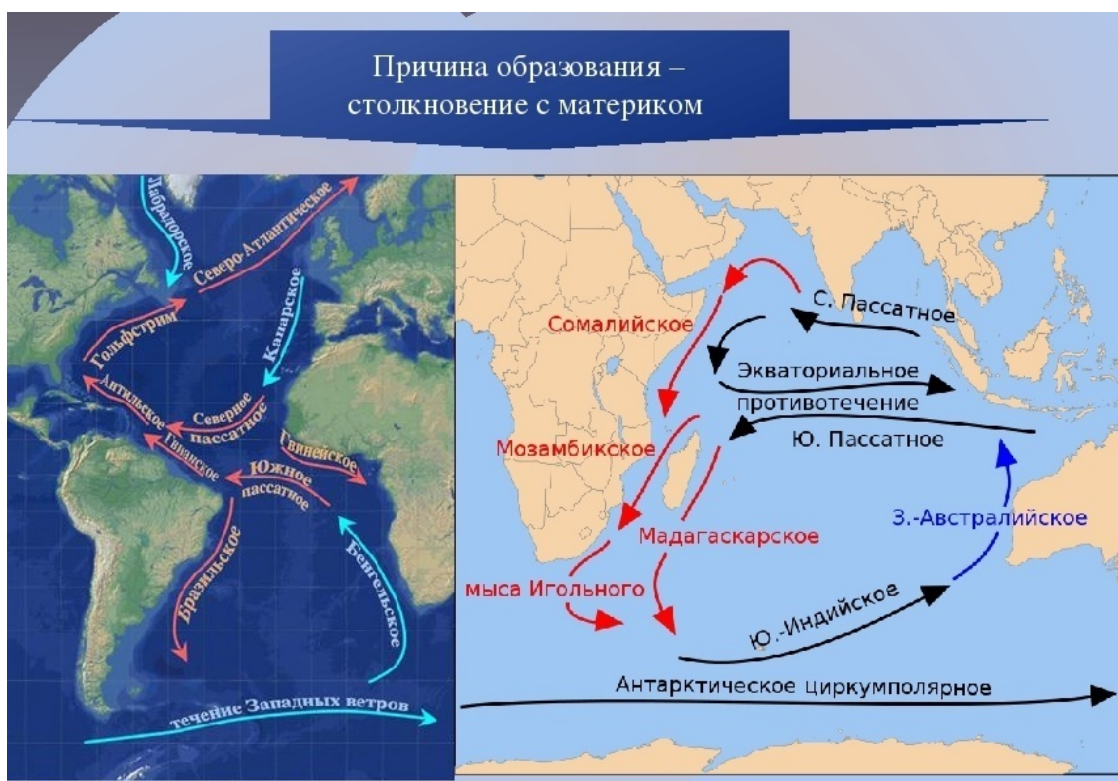 Причина образования –
столкновение с материком
Лабрадорское
Северо-Атлантическое
Гольфстрим
Канарское
Антильское
Северное
пассатное
Гвианское
Гвинейское
Южное
пассатное
Бразильское
Бенгельское
течение Западных ветров
С. Пассатное
Сомалийское
Экваториальное
противотечение
Ю. Пассатное
Мозамбикское
З.-Австралийское
Мадагаскарское
мыса Игольного
Ю.-Индийское
Антарктическое циркумполярное